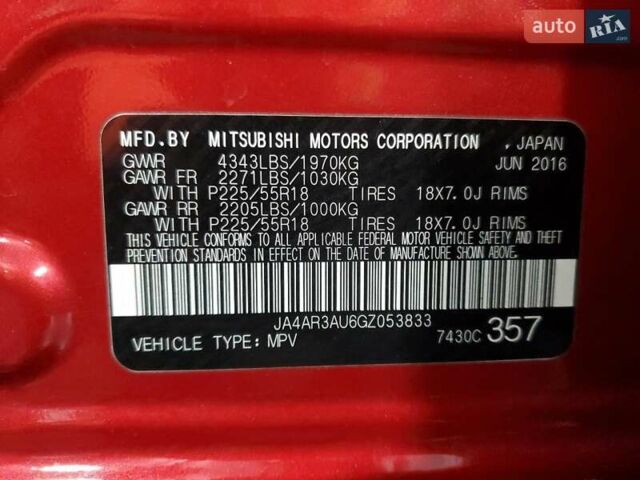 auto RIA .com
MFD.BY MITSUBISHI MOTORS CORPORATION . JAPAN
GVWR 4343LBS/1970KG JUN 2016
GAWR FR 2271LBS/1030KG
WITH P225/55R18 TIRES 18X7.0J RIMS
GAWR RR 2205LBS/1000KG
WITH P225/55R18 TIRES 18X7.0J RIMS
THIS VEHICLE CONFORMS TO ALL APPLICABLE FEDERAL MOTOR VEHICLE SAFETY AND THEFT
PREVENTION STANDARDS IN EFFECT ON THE DATE OF MANUFACTURE SHOWN ABOVE.
JA4AR3AU6GZ053833
VEHICLE TYPE: MPV 7430C 357